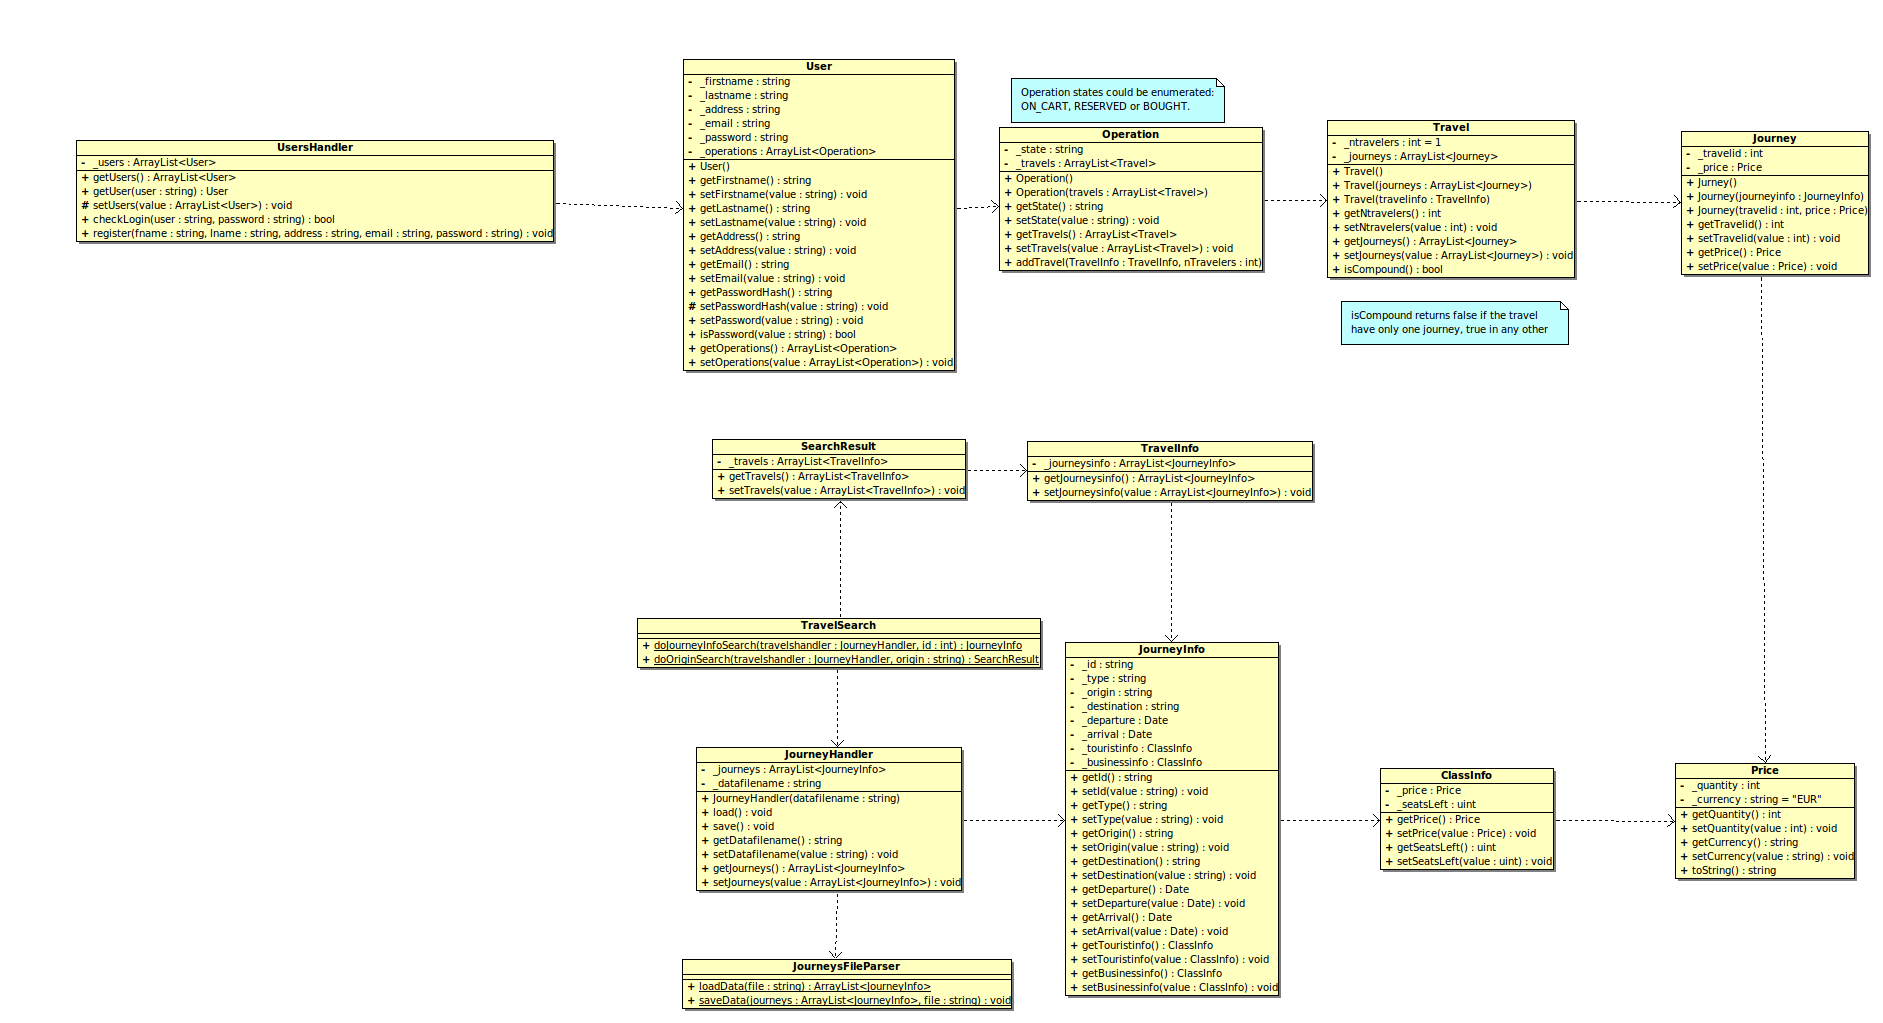 UsersHandler
- _users : ArrayList<User>
+ getUsers() : ArrayList<User>
+ getUser(user : string) : User
# setUsers(value : ArrayList<User>) : void
+ checkLogin(user : string, password : string) : bool
+ register(fname : string, lname : string, address : string, email : string, password : string) : void
User
- _firstname : string
- _lastname : string
- _address : string
- _email : string
- _password : string
- _operations : ArrayList<Operation>
+ User()
+ getFirstname() : string
+ setFirstname(value : string) : void
+ getLastname() : string
+ setLastname(value : string) : void
+ getAddress() : string
+ setAddress(value : string) : void
+ getEmail() : string
+ setEmail(value : string) : void
+ getPasswordHash() : string
# setPasswordHash(value : string) : void
+ setPassword(value : string) : void
+ isPassword(value : string) : bool
+ getOperations() : ArrayList<Operation>
+ setOperations(value : ArrayList<Operation>) : void
Operation states could be enumerated:
ON_CART, RESERVED or BOUGHT.
Operation
- _state : string
- _travels : ArrayList<Travel>
+ Operation()
+ Operation(travels : ArrayList<Travel>)
+ getState() : string
+ setState(value : string) : void
+ getTravels() : ArrayList<Travel>
+ setTravels(value : ArrayList<Travel>) : void
+ addTravel(TravelInfo : TravelInfo, nTravelers : int)
Travel
- _ntravelers : int = 1
- _journeys : ArrayList<Journey>
+ Travel()
+ Travel(journeys : ArrayList<Journey>)
+ Travel(travelinfo : TravelInfo)
+ getNtravelers() : int
+ setNtravelers(value : int) : void
+ getJourneys() : ArrayList<Journey>
+ setJourneys(value : ArrayList<Journey>) : void
+ isCompound() : bool
isCompound returns false if the travel
have only one journey, true in any other
Journey
- _travelid : int
- _price : Price
+ Jurney()
+ Journey(journeyinfo : JourneyInfo)
+ Journey(travelid : int, price : Price)
+ getTravelid() : int
+ setTravelid(value : int) : void
+ getPrice() : Price
+ setPrice(value : Price) : void
SearchResult
- _travels : ArrayList<TravelInfo>
+ getTravels() : ArrayList<TravelInfo>
+ setTravels(value : ArrayList<TravelInfo>) : void
TravelInfo
- _journeysinfo : ArrayList<JourneyInfo>
+ getJourneysinfo() : ArrayList<JourneyInfo>
+ setJourneysinfo(value : ArrayList<JourneyInfo>) : void
TravelSearch
+ doJourneyInfoSearch(travelshandler : JourneyHandler, id : int) : JourneyInfo
+ doOriginSearch(travelshandler : JourneyHandler, origin : string) : SearchResult
JourneyHandler
- _journeys : ArrayList<JourneyInfo>
- _datafilename : string
+ JourneyHandler(datafilename : string)
+ load() : void
+ save() : void
+ getDatafilename() : string
+ setDatafilename(value : string) : void
+ getJourneys() : ArrayList<JourneyInfo>
+ setJourneys(value : ArrayList<JourneyInfo>) : void
JourneysFileParser
+ loadData(file : string) : ArrayList<JourneyInfo>
+ saveData(journeys : ArrayList<JourneyInfo>, file : string) : void
JourneyInfo
- _id : string
- _type : string
- _origin : string
- _destination : string
- _departure : Date
- _arrival : Date
- _touristinfo : ClassInfo
- _businessinfo : ClassInfo
+ getId() : string
+ setId(value : string) : void
+ getType() : string
+ setType(value : string) : void
+ getOrigin() : string
+ setOrigin(value : string) : void
+ getDestination() : string
+ setDestination(value : string) : void
+ getDeparture() : Date
+ setDeparture(value : Date) : void
+ getArrival() : Date
+ setArrival(value : Date) : void
+ getTouristinfo() : ClassInfo
+ setTouristinfo(value : ClassInfo) : void
+ getBusinessinfo() : ClassInfo
+ setBusinessinfo(value : ClassInfo) : void
ClassInfo
- _price : Price
- _seatsLeft : uint
+ getPrice() : Price
+ setPrice(value : Price) : void
+ getSeatsLeft() : uint
+ setSeatsLeft(value : uint) : void
Price
- _quantity : int
- _currency : string = "EUR"
+ getQuantity() : int
+ setQuantity(value : int) : void
+ getCurrency() : string
+ setCurrency(value : string) : void
+ toString() : string